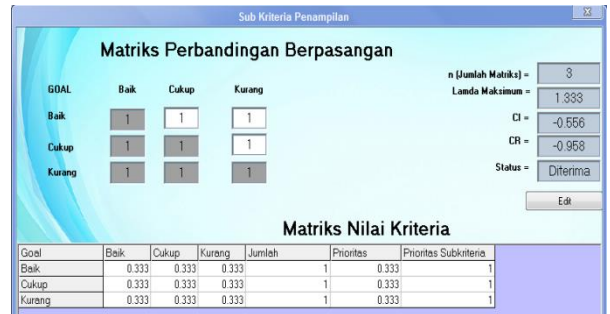 Sub Kriteria Penampilan
Matriks Perbandingan Berpasangan
n (Jumlah Matriks) = 3
GOAL Baik Cukup Kurang
Lamda Maksimum = 1.333
Baik 1 1 1
CI = -0.556
Cukup 1 1 1
CR = -0.958
Kurang 1 1 1
Status = Diterima
Edit
Matriks Nilai Kriteria
Goal Baik Cukup Kurang Jumlah Prioritas Prioritas Subkriteria
Baik 0.333 0.333 0.333 1 0.333 1
Cukup 0.333 0.333 0.333 1 0.333 1
Kurang 0.333 0.333 0.333 1 0.333 1